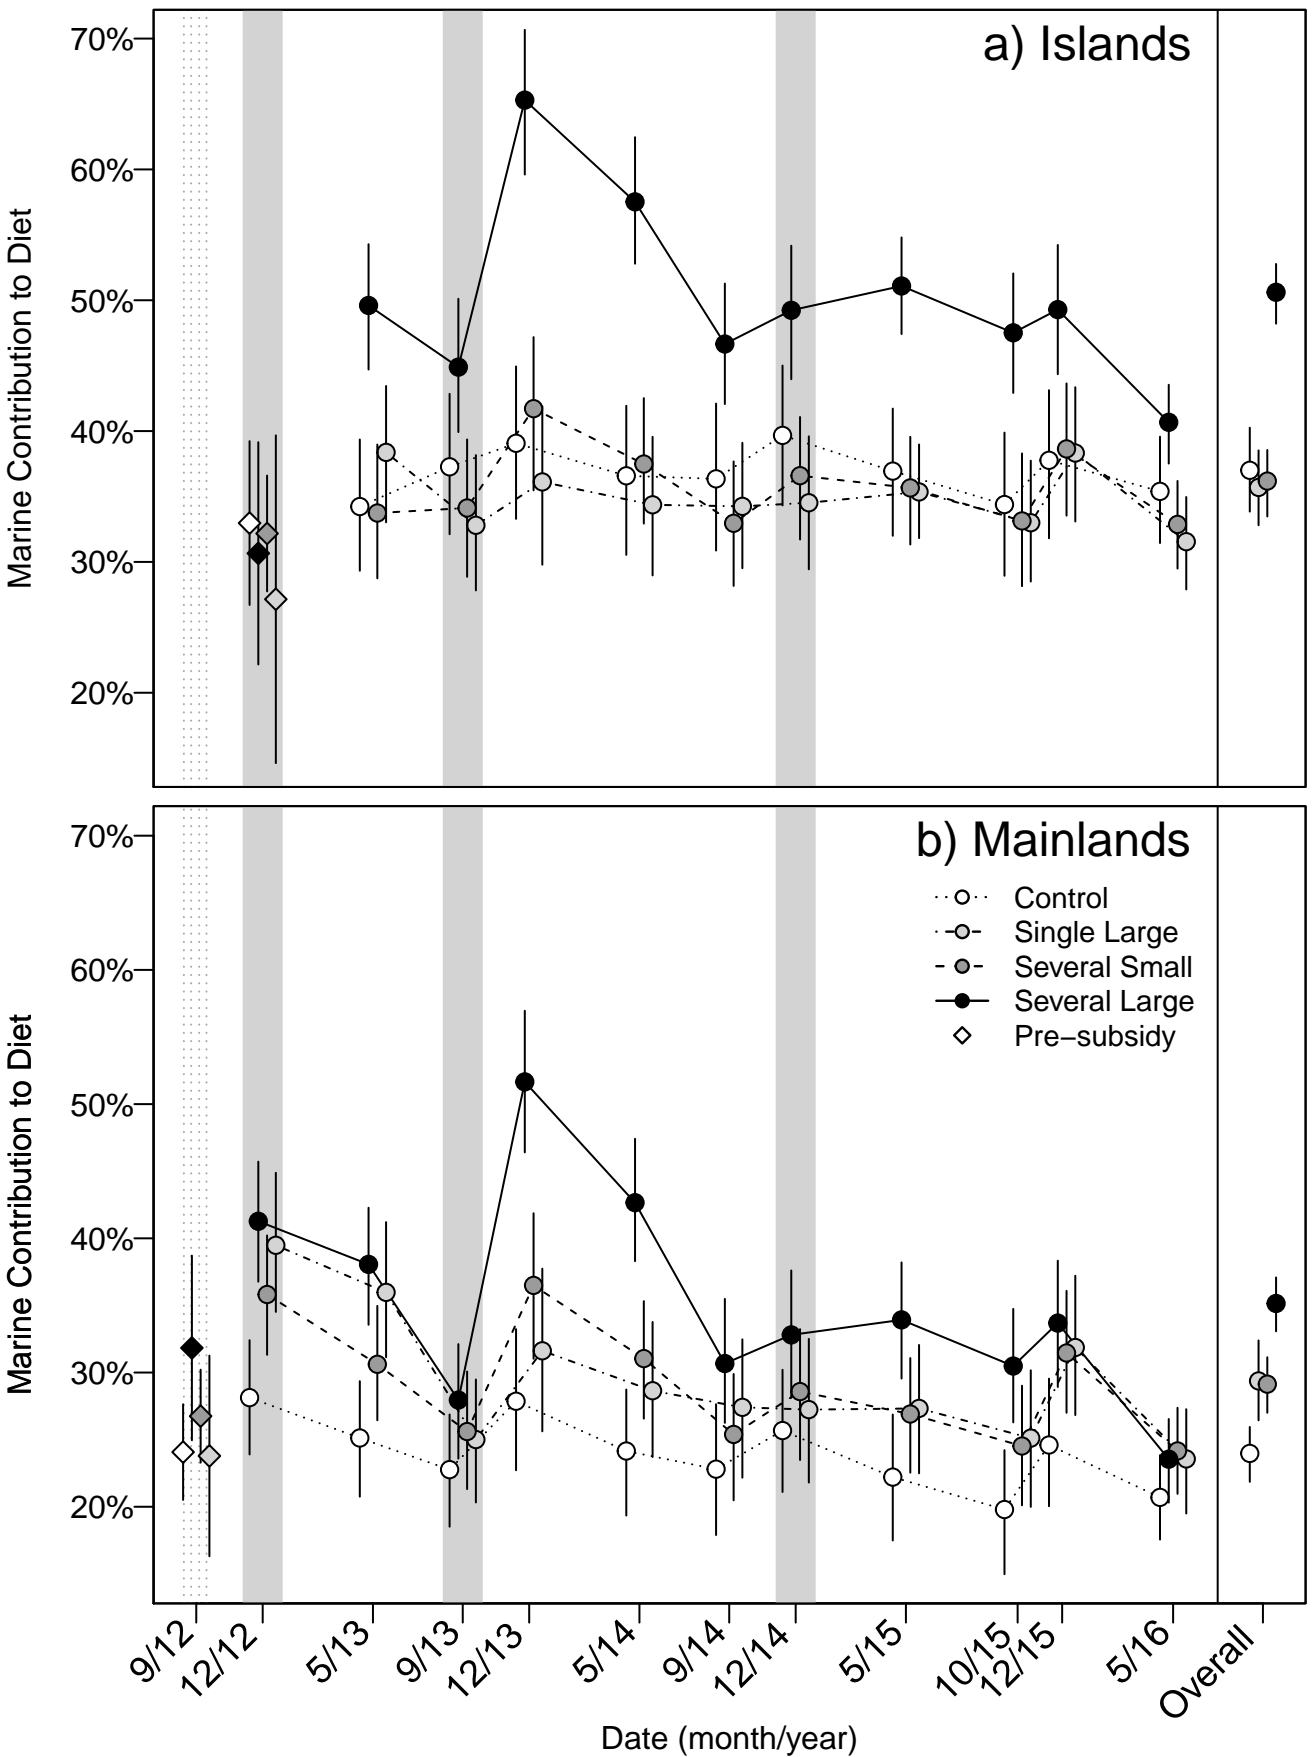 a) Islands
70%
60%
50%
40%
30%
20%
Marine Contribution to Diet
b) Mainlands
Control
Single Large
Several Small
Several Large
Pre−subsidy
70%
60%
50%
40%
30%
20%
Marine Contribution to Diet
9/12
12/12
5/13
9/13
12/13
5/14
9/14
12/14
5/15
10/15
12/15
5/16
Overall
Date (month/year)